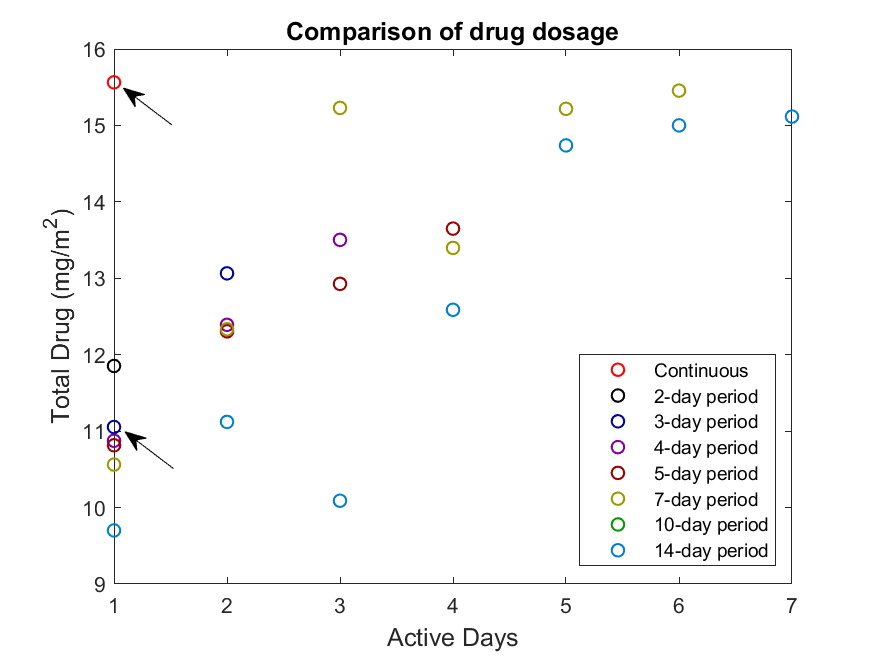 Comparison of drug dosage
Total Drug (mg/m²)
16
15
14
13
12
11
10
9
1 2 3 4 5 6 7
Active Days
Continuous
2-day period
3-day period
4-day period
5-day period
7-day period
10-day period
14-day period